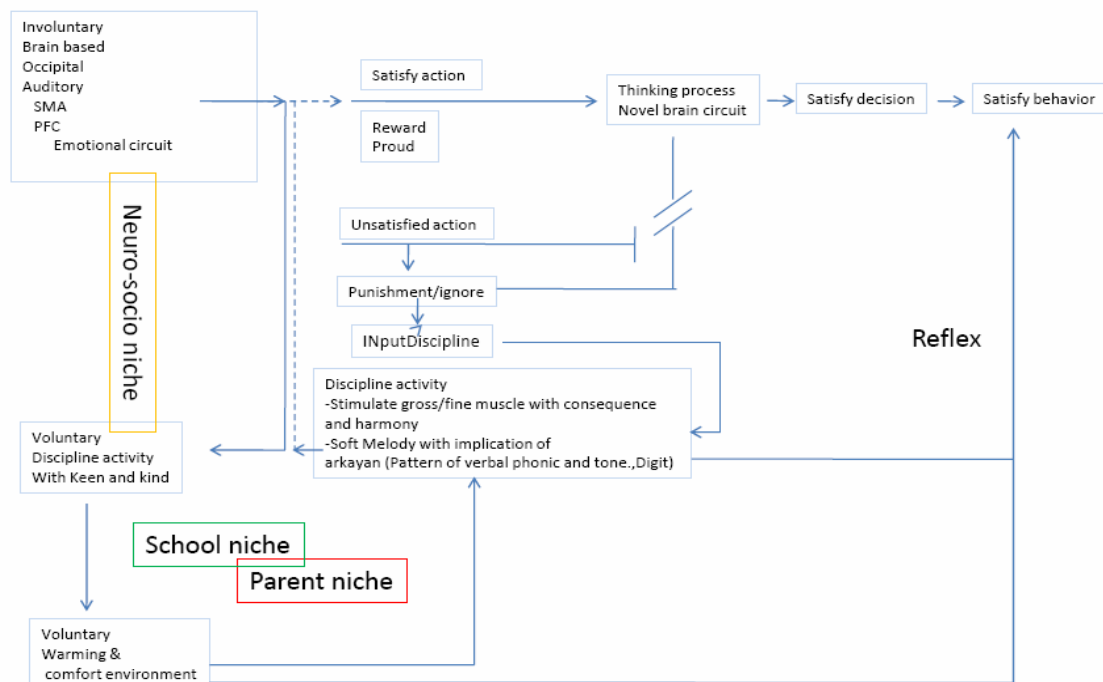 Involuntary
Brain based
Occipital
Auditory
SMA
PFC
Emotional circuit
Satisfy action
Reward
Proud
Thinking process
Novel brain circuit
Satisfy decision
Satisfy behavior
Unsatisfied action
Punishment/ignore
INputDiscipline
Reflex
Neuro-socio niche
Discipline activity
-Stimulate gross/fine muscle with consequence
and harmony
-Soft Melody with implication of
arkayan (Pattern of verbal phonic and tone.,Digit)
Voluntary
Discipline activity
With Keen and kind
School niche
Parent niche
Voluntary
Warming &
comfort environment